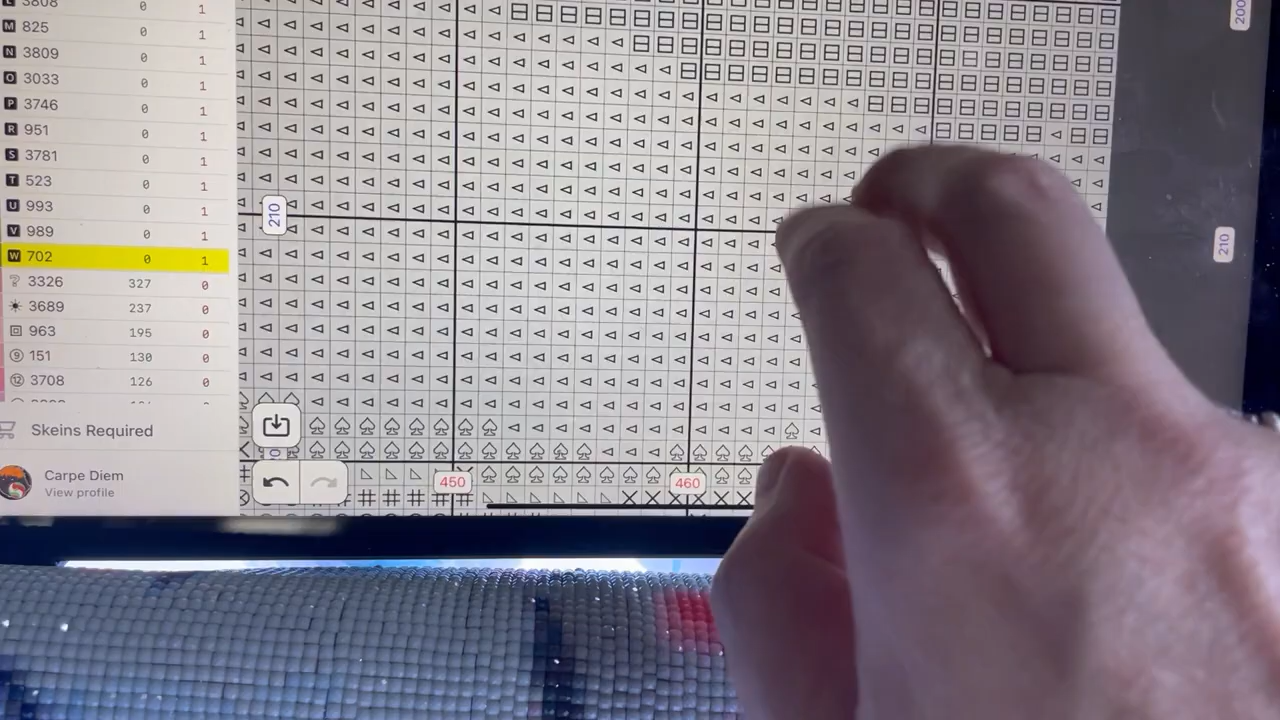 3808 0 1
M 825 0 1
N 3809 0 1
O 3033 0 1
P 3746 0 1
R 951 0 1
S 3781 0 1
T 523 0 1
U 993 0 1
V 989 0 1
W 702 0 1
3326 327 0
3689 237 0
963 195 0
9 151 130 0
12 3708 126 0
Skeins Required
Carpe Diem
View profile
200
210
210
450
460